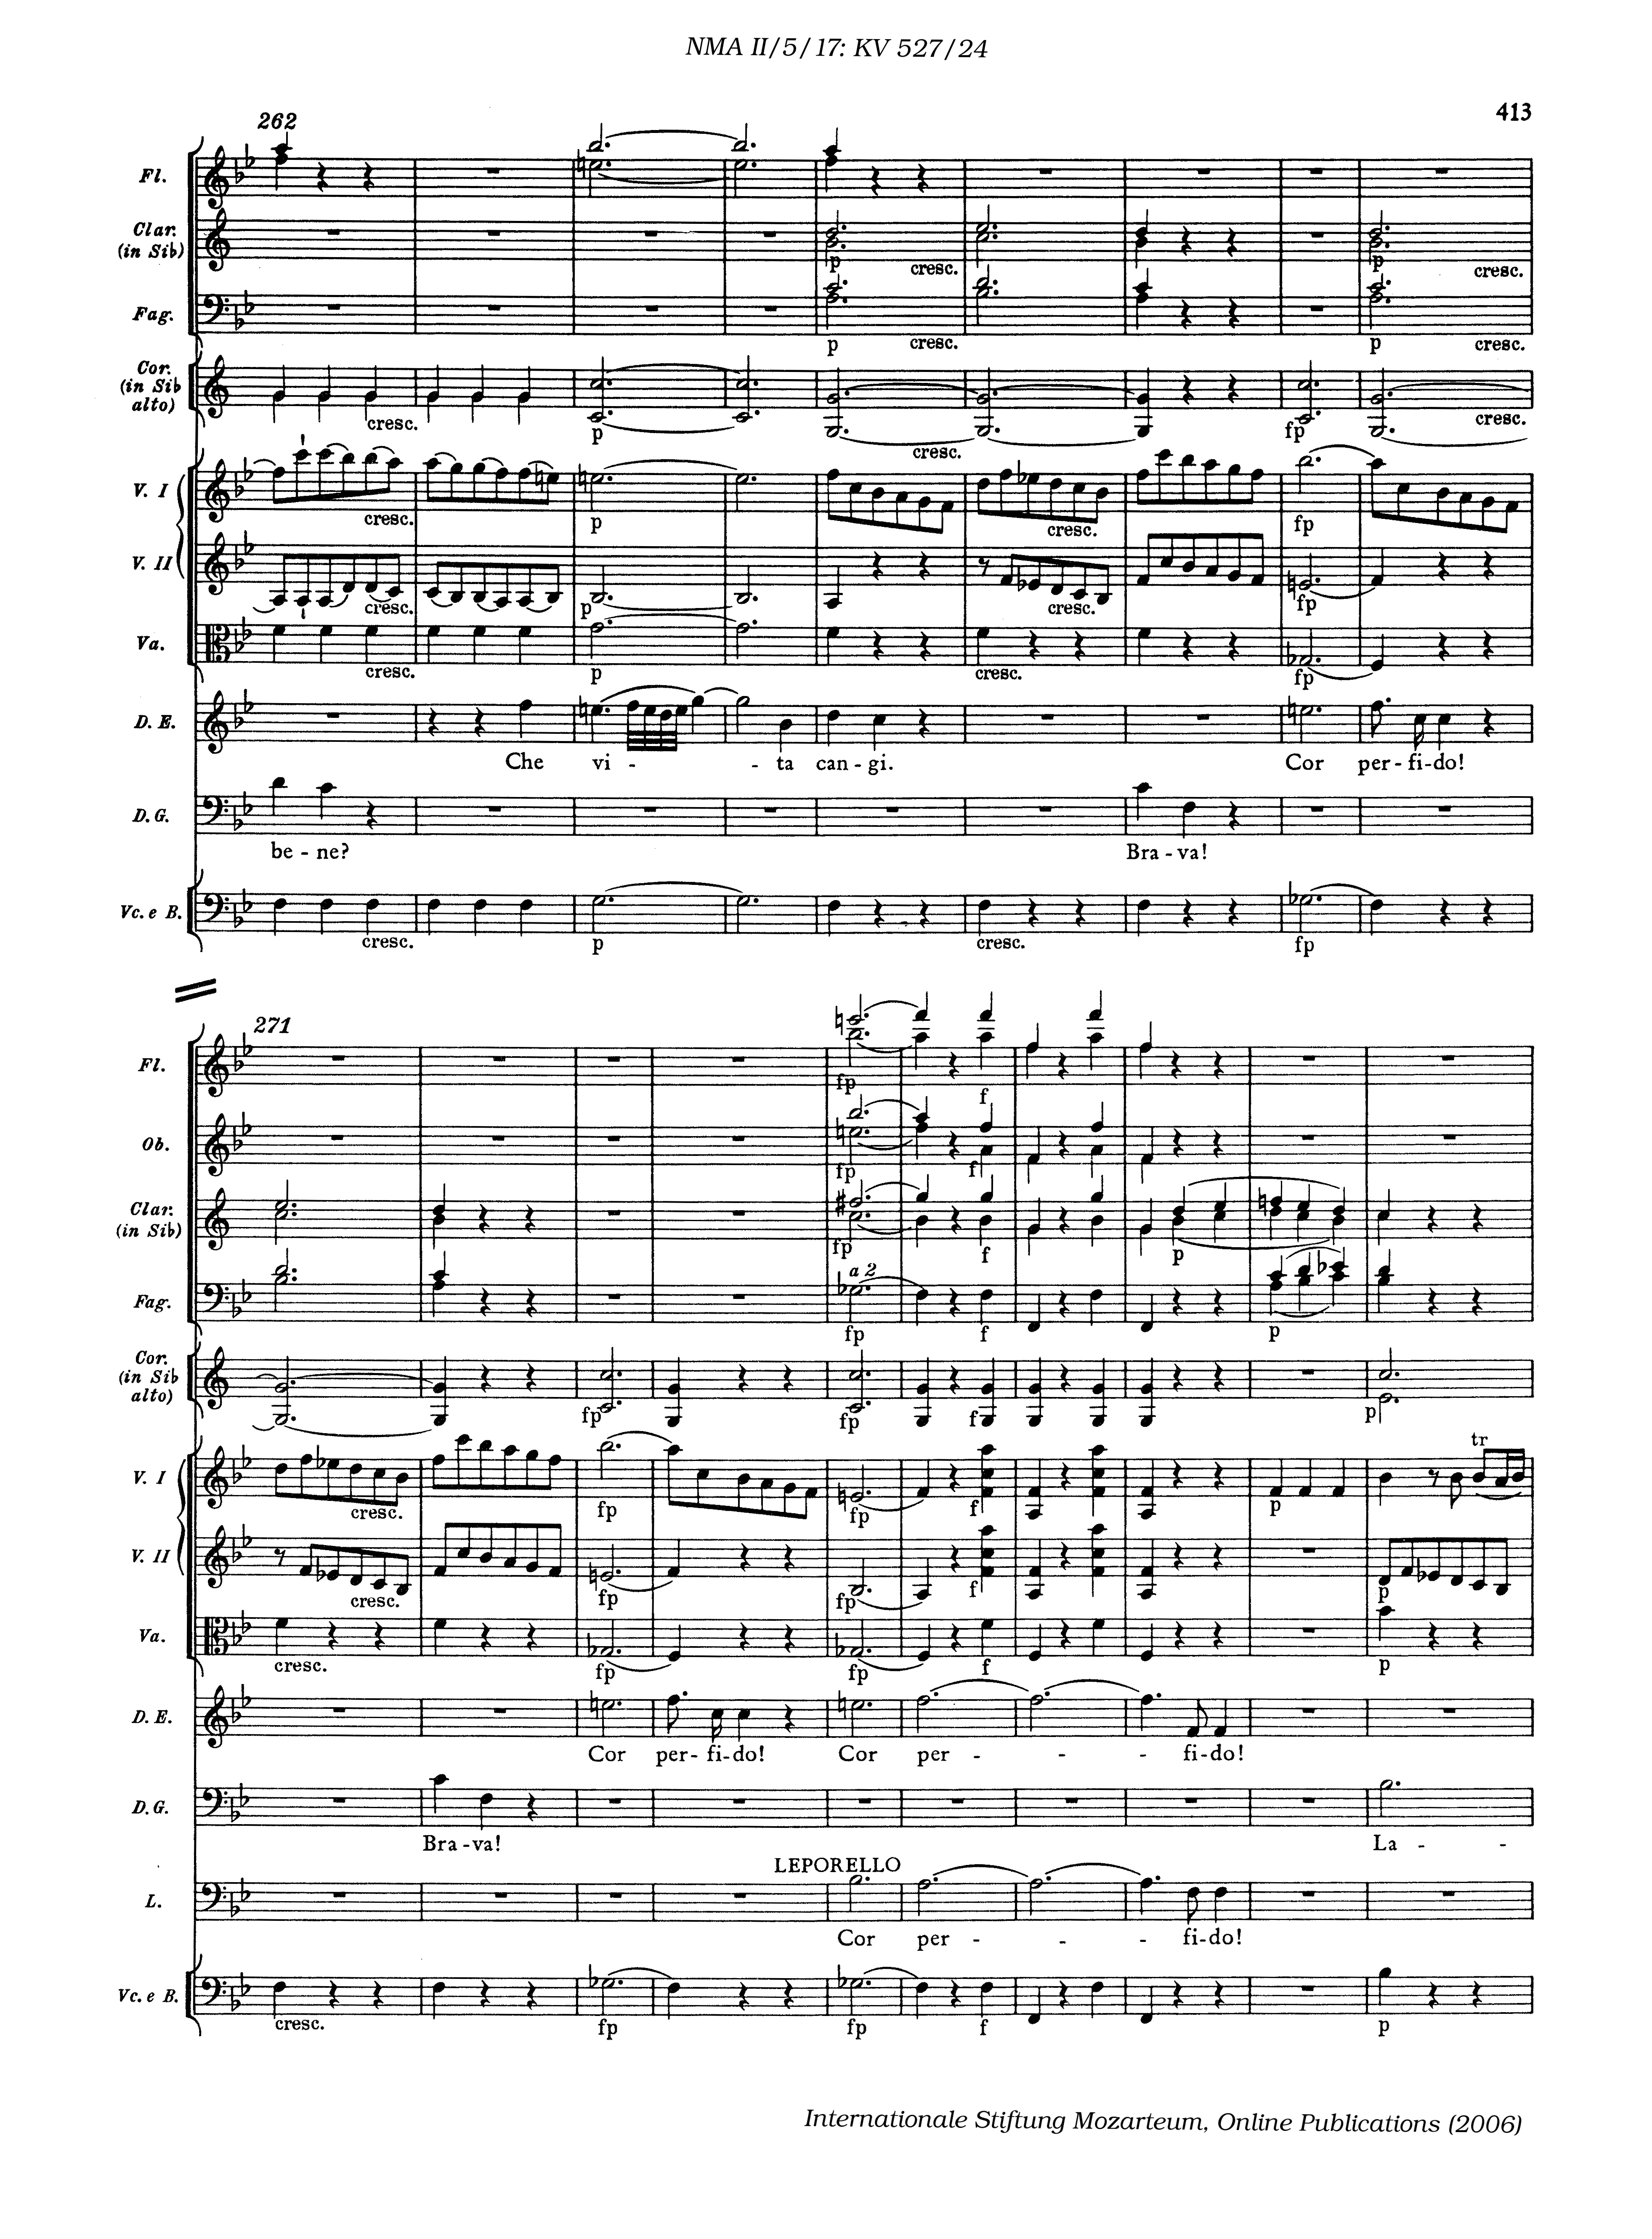 NMA II/5/17: KV 527/24
413
262
Fl.
Clar.
(in Sib)
p
cresc.
p
cresc.
Fag.
p
cresc.
p
cresc.
Cor.
(in Sib
alto)
cresc.
p
cresc.
fp
cresc.
V. I
cresc.
p
cresc.
fp
V. II
cresc.
p
cresc.
fp
Va.
cresc.
p
cresc.
fp
D. E.
Che vi - - ta can - gi. Cor per - fi - do!
D. G.
be - ne? Bra - va!
Vc. e B.
cresc.
p
cresc.
fp
271
Fl.
fp
f
Ob.
fp
f
Clar.
(in Sib)
fp
f
p
a 2
Fag.
fp
f
p
Cor.
(in Sib
alto)
fp
fp
f
p
tr
V. I
cresc.
fp
fp
f
p
V. II
cresc.
fp
fp
f
p
Va.
cresc.
fp
fp
f
p
D. E.
Cor per - fi - do! Cor per - - - fi - do!
D. G.
Bra - va! La - -
LEPORELLO
L.
Cor per - - - fi - do!
Vc. e B.
cresc.
fp
fp
f
p
Internationale Stiftung Mozarteum, Online Publications (2006)